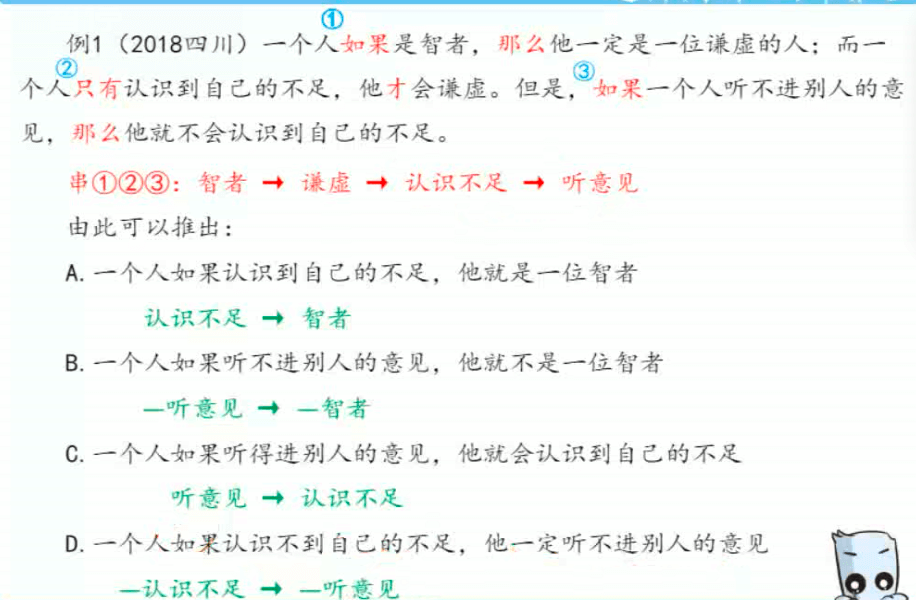 ①
例1（2018四川）一个人如果是智者，那么他一定是一位谦虚的人；而一
② ③
个人只有认识到自己的不足，他才会谦虚。但是，如果一个人听不进别人的意
见，那么他就不会认识到自己的不足。
串①②③：智者 → 谦虚 → 认识不足 → 听意见
由此可以推出：
A. 一个人如果认识到自己的不足，他就是一位智者
认识不足 → 智者
B. 一个人如果听不进别人的意见，他就不是一位智者
—听意见 → —智者
C. 一个人如果听得进别人的意见，他就会认识到自己的不足
听意见 → 认识不足
D. 一个人如果认识不到自己的不足，他一定听不进别人的意见
—认识不足 → —听意见